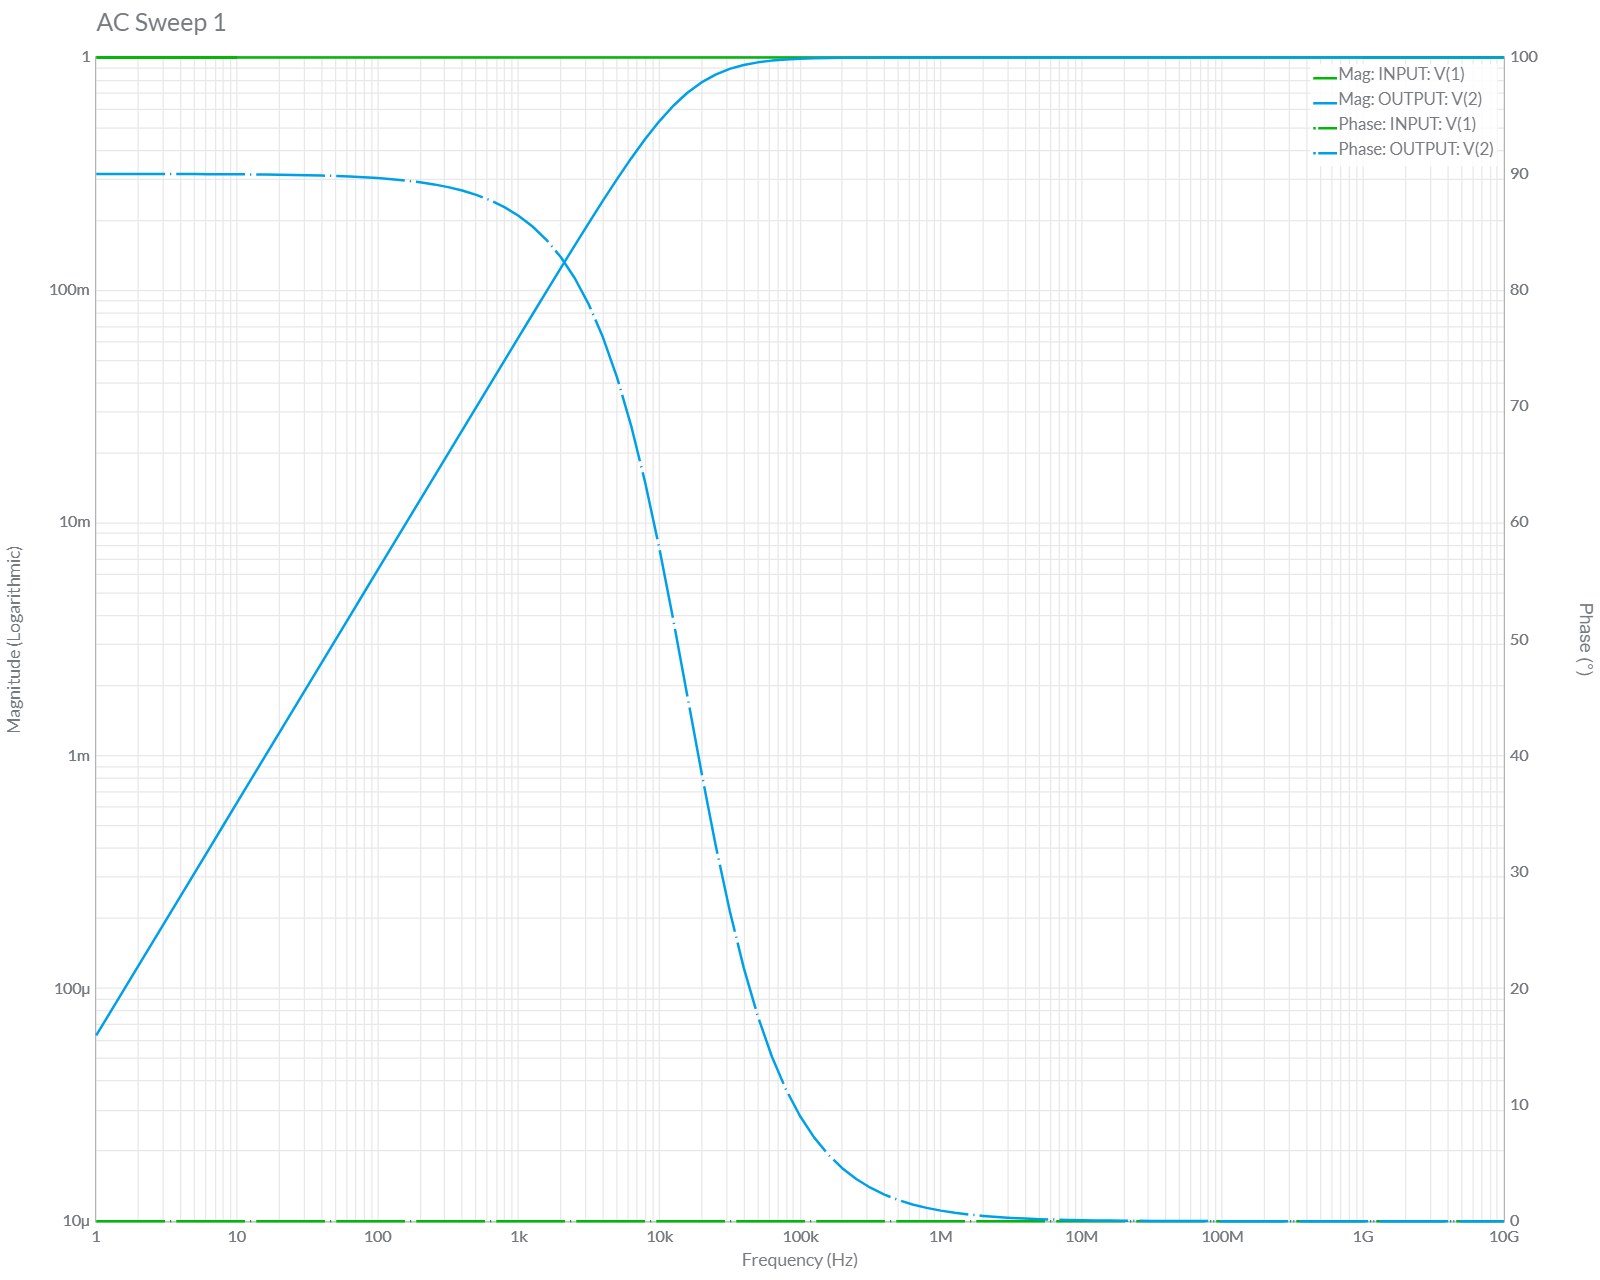 AC Sweep 1
Mag: INPUT: V(1)
Mag: OUTPUT: V(2)
Phase: INPUT: V(1)
Phase: OUTPUT: V(2)
Magnitude (Logarithmic)
1
100m
10m
1m
100µ
10µ
100
90
80
70
60
50
40
30
20
10
0
Phase (°)
1 10 100 1k 10k 100k 1M 10M 100M 1G 10G
Frequency (Hz)